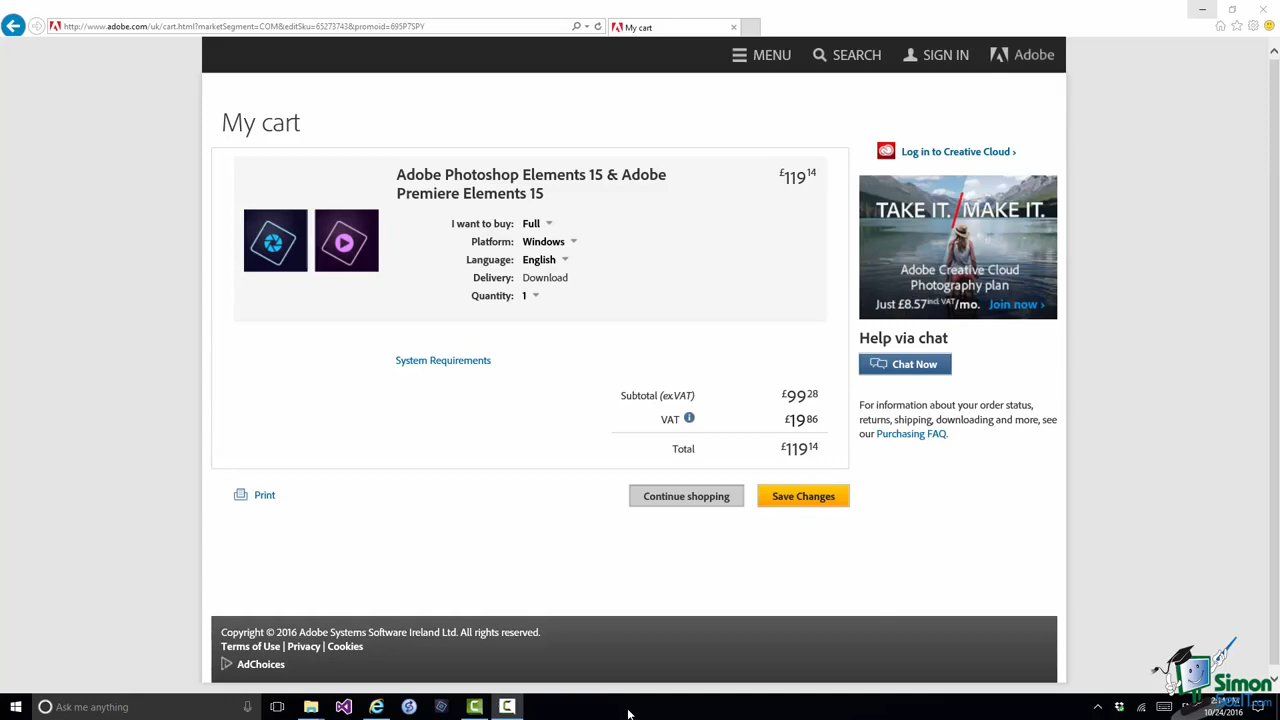 http://www.adobe.com/uk/cart.html?marketSegment=COM&editSku=65273743&promoid=695P7SPY
My cart
MENU
SEARCH
SIGN IN
Adobe
My cart
Adobe Photoshop Elements 15 & Adobe
Premiere Elements 15
£119 14
I want to buy: Full
Platform: Windows
Language: English
Delivery: Download
Quantity: 1
System Requirements
Subtotal (ex.VAT) £99 28
VAT £19 86
Total £119 14
Print
Continue shopping
Save Changes
Log in to Creative Cloud ›
TAKE IT. / MAKE IT.
Adobe Creative Cloud
Photography plan
Just £8.57 incl. VAT/mo. Join now ›
Help via chat
Chat Now
For information about your order status,
returns, shipping, downloading and more, see
our Purchasing FAQ.
Copyright © 2016 Adobe Systems Software Ireland Ltd. All rights reserved.
Terms of Use | Privacy | Cookies
AdChoices
Ask me anything
Simon
10/24/2016